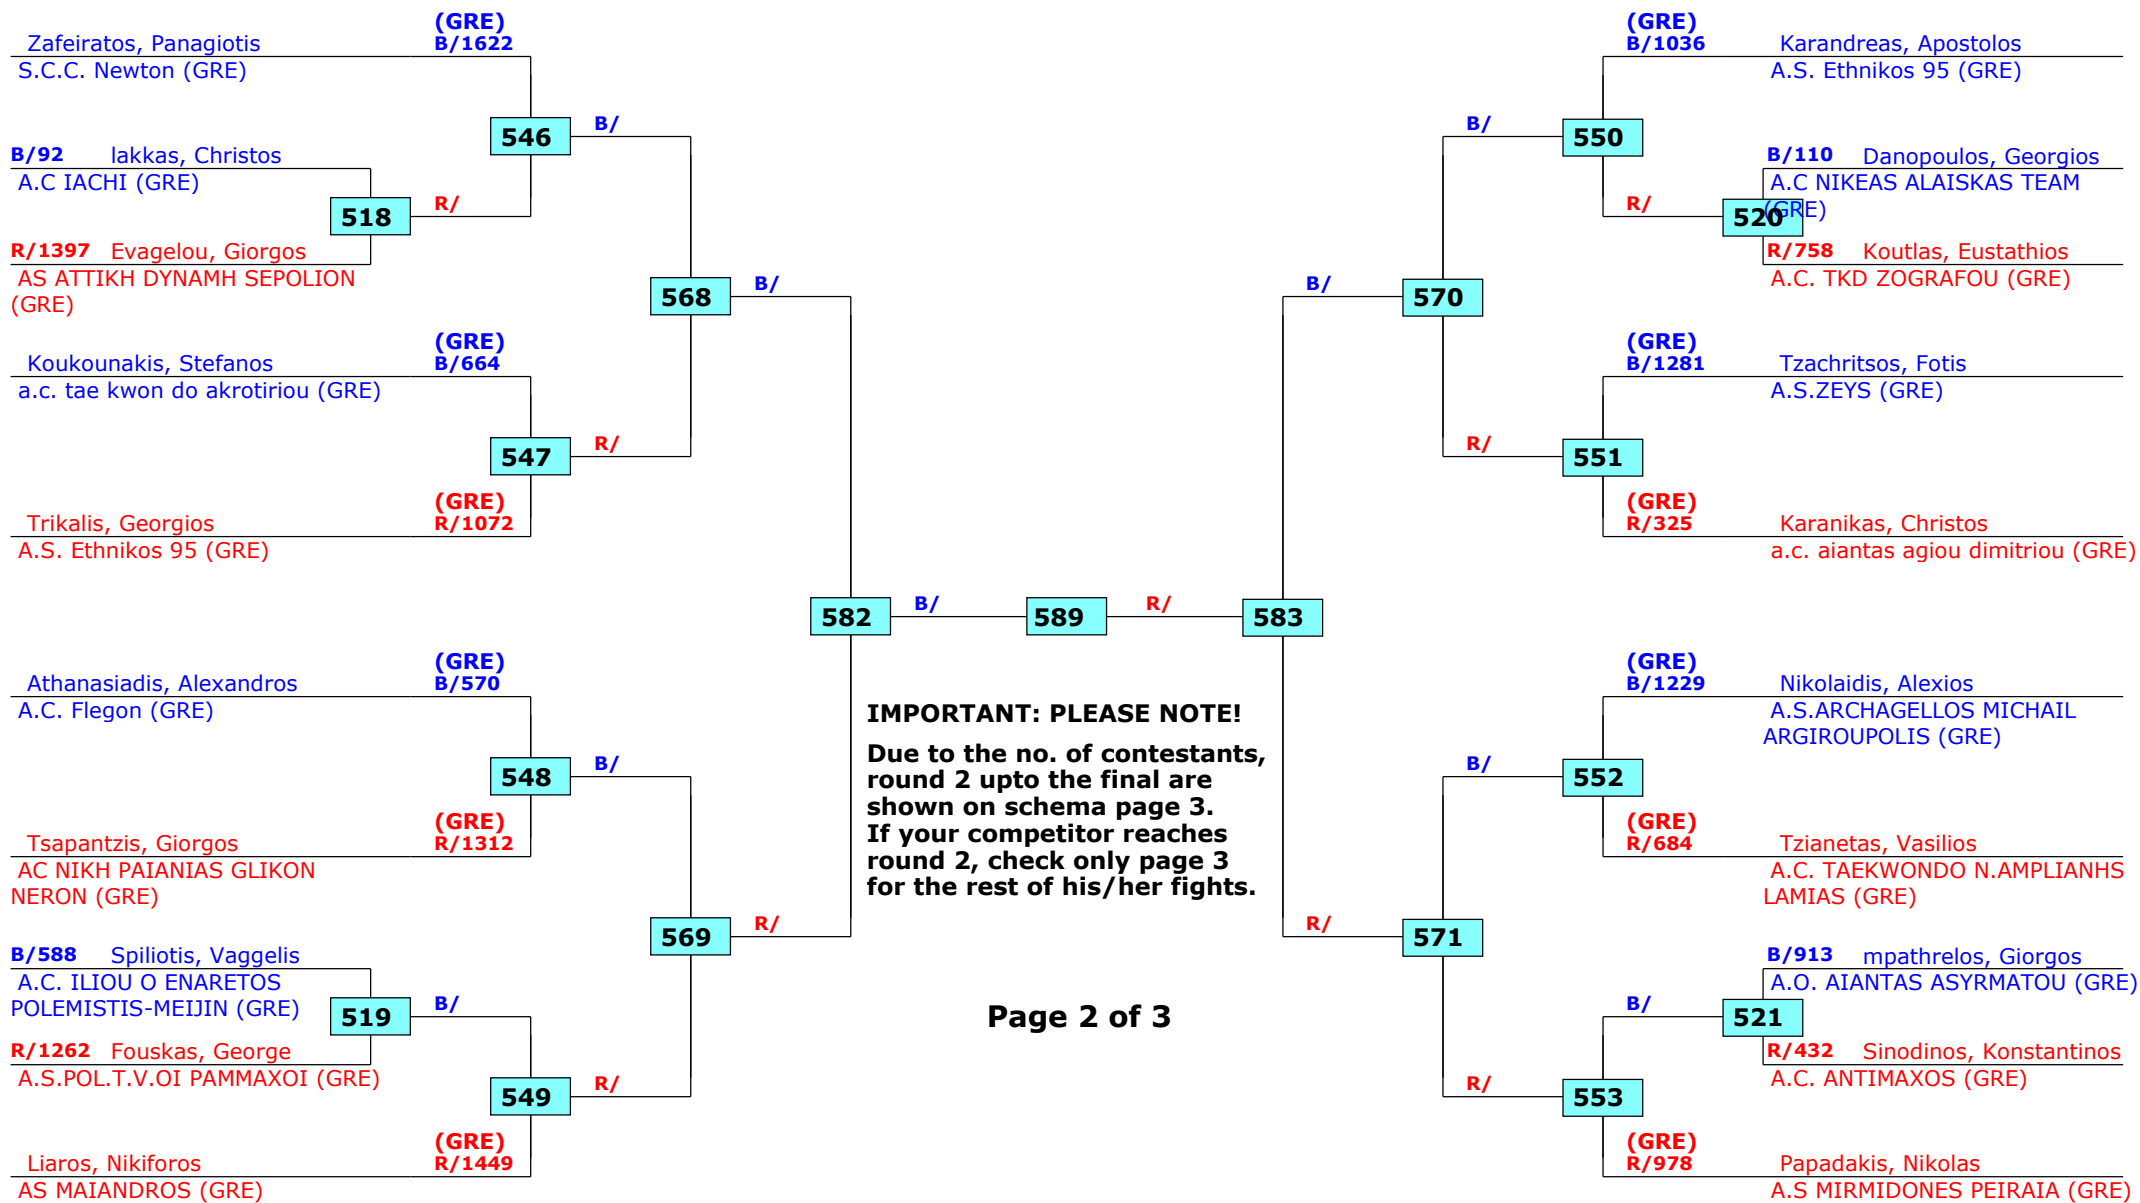 (GRE)
Zafeiratos, Panagiotis B/1622
S.C.C. Newton (GRE)
546
B/
B/92 lakkas, Christos
A.C IACHI (GRE)
518
R/
R/1397 Evagelou, Giorgos
AS ATTIKH DYNAMH SEPOLION
(GRE)
568
B/
(GRE)
Koukounakis, Stefanos B/664
a.c. tae kwon do akrotiriou (GRE)
547
R/
(GRE)
Trikalis, Georgios R/1072
A.S. Ethnikos 95 (GRE)
582
B/
589
R/
583
(GRE)
Athanasiadis, Alexandros B/570
A.C. Flegon (GRE)
548
B/
(GRE)
Tsapantzis, Giorgos R/1312
AC NIKH PAIANIAS GLIKON
NERON (GRE)
569
R/
B/588 Spiliotis, Vaggelis
A.C. ILIOU O ENARETOS
POLEMISTIS-MEIJIN (GRE)
519
B/
R/1262 Fouskas, George
A.S.POL.T.V.OI PAMMAXOI (GRE)
549
R/
(GRE)
Liaros, Nikiforos R/1449
AS MAIANDROS (GRE)
IMPORTANT: PLEASE NOTE!
Due to the no. of contestants,
round 2 upto the final are
shown on schema page 3.
If your competitor reaches
round 2, check only page 3
for the rest of his/her fights.
Page 2 of 3
(GRE)
B/1036 Karandreas, Apostolos
A.S. Ethnikos 95 (GRE)
B/
550
B/110 Danopoulos, Georgios
A.C NIKEAS ALAISKAS TEAM
(GRE)
R/
520
R/758 Koutlas, Eustathios
A.C. TKD ZOGRAFOU (GRE)
B/
570
(GRE)
B/1281 Tzachritsos, Fotis
A.S.ZEYS (GRE)
R/
551
(GRE)
R/325 Karanikas, Christos
a.c. aiantas agiou dimitriou (GRE)
(GRE)
B/1229 Nikolaidis, Alexios
A.S.ARCHAGELLOS MICHAIL
ARGIROUPOLIS (GRE)
B/
552
(GRE)
R/684 Tzianetas, Vasilios
A.C. TAEKWONDO N.AMPLIANHS
LAMIAS (GRE)
R/
571
B/913 mpathrelos, Giorgos
A.O. AIANTAS ASYRMATOU (GRE)
B/
521
R/432 Sinodinos, Konstantinos
A.C. ANTIMAXOS (GRE)
R/
553
(GRE)
R/978 Papadakis, Nikolas
A.S MIRMIDONES PEIRAIA (GRE)